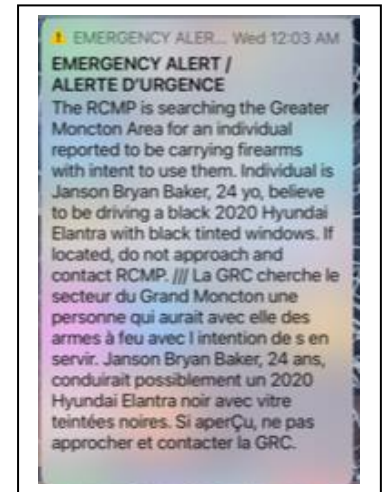 EMERGENCY ALER... Wed 12:03 AM
EMERGENCY ALERT /
ALERTE D'URGENCE
The RCMP is searching the Greater
Moncton Area for an individual
reported to be carrying firearms
with intent to use them. Individual is
Janson Bryan Baker, 24 yo, believe
to be driving a black 2020 Hyundai
Elantra with black tinted windows. If
located, do not approach and
contact RCMP. /// La GRC cherche le
secteur du Grand Moncton une
personne qui aurait avec elle des
armes à feu avec l intention de s en
servir. Janson Bryan Baker, 24 ans,
conduirait possiblement un 2020
Hyundai Elantra noir avec vitre
teintées noires. Si aperÇu, ne pas
approcher et contacter la GRC.